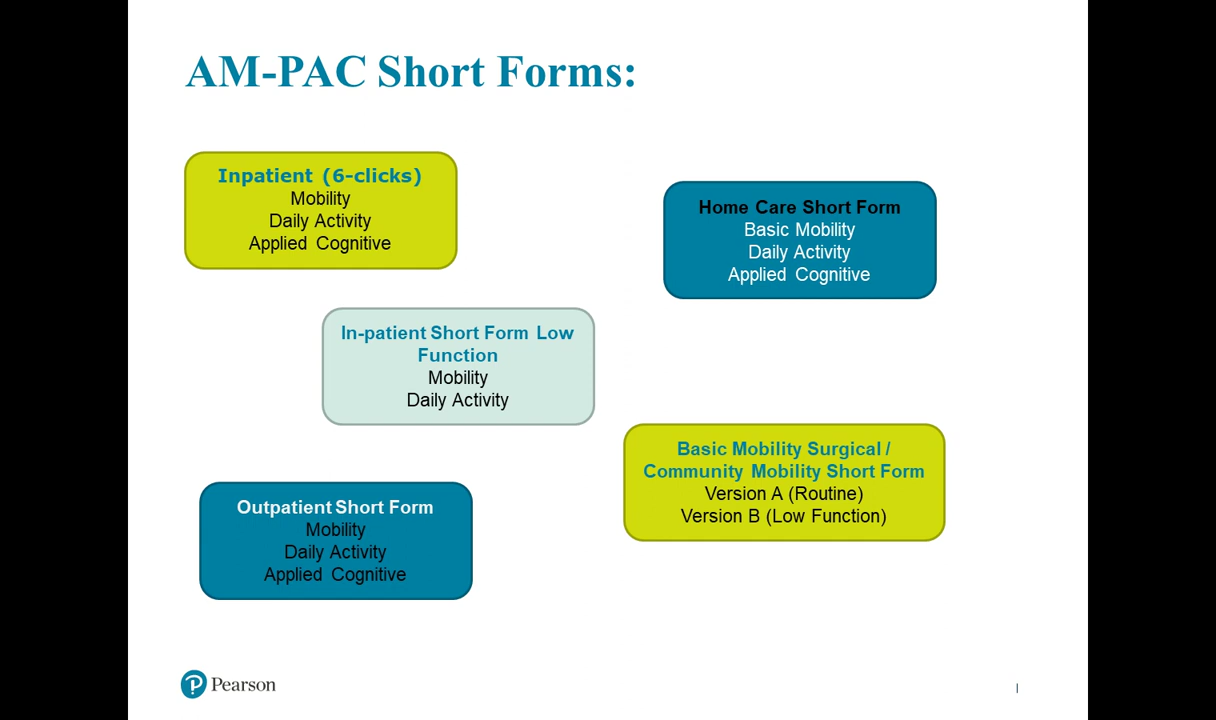 AM-PAC Short Forms:
Inpatient (6-clicks)
Mobility
Daily Activity
Applied Cognitive
Home Care Short Form
Basic Mobility
Daily Activity
Applied Cognitive
In-patient Short Form Low
Function
Mobility
Daily Activity
Basic Mobility Surgical /
Community Mobility Short Form
Version A (Routine)
Version B (Low Function)
Outpatient Short Form
Mobility
Daily Activity
Applied Cognitive
Pearson